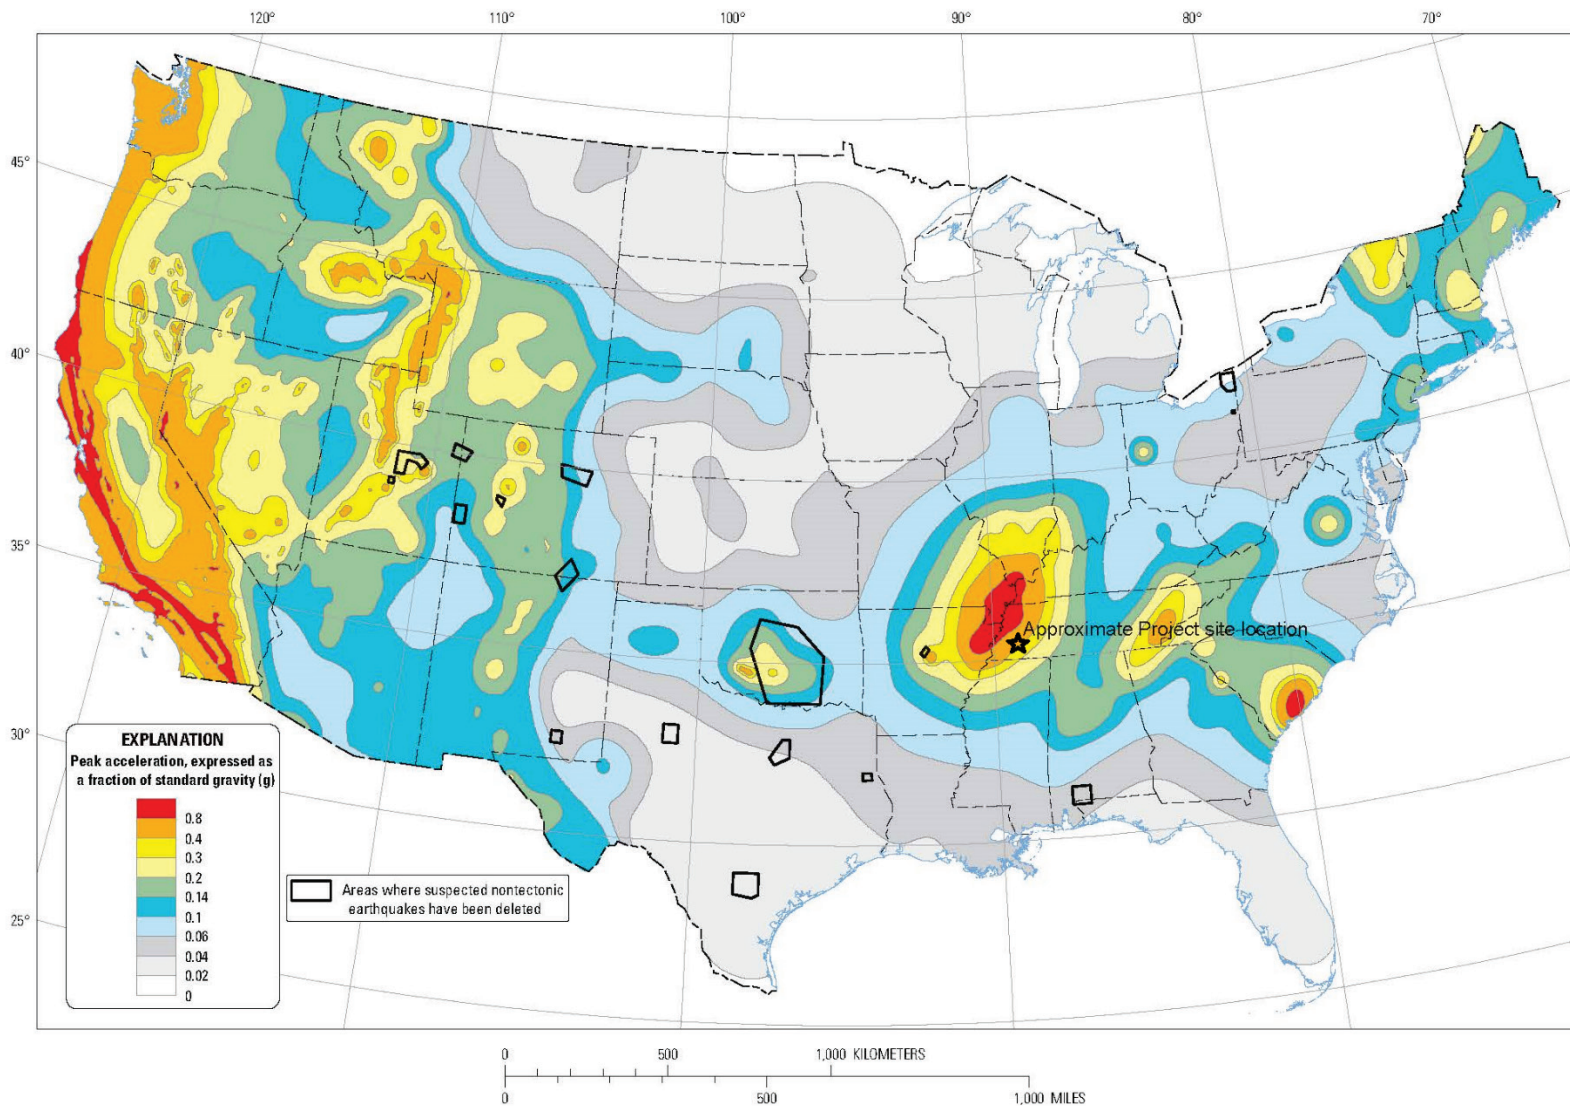 120°
110°
100°
90°
80°
70°
45°
40°
35°
30°
25°
Approximate Project site location
EXPLANATION
Peak acceleration, expressed as
a fraction of standard gravity (g)
0.8
0.4
0.3
0.2
0.14
0.1
0.06
0.04
0.02
0
Areas where suspected nontectonic
earthquakes have been deleted
0 500 1,000 KILOMETERS
0 500 1,000 MILES